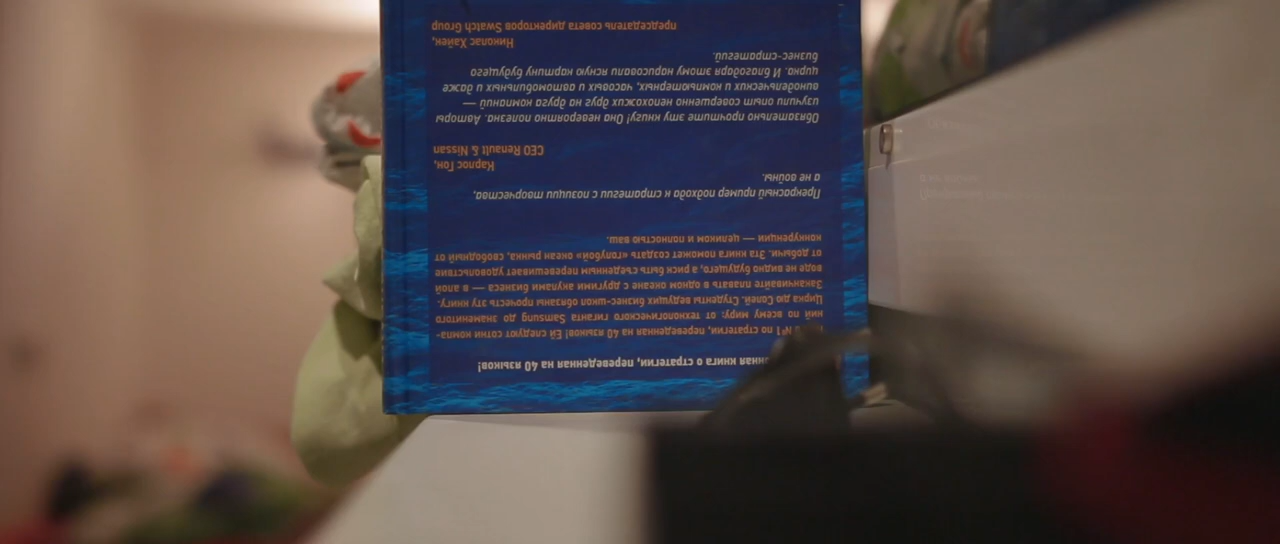 нная книга о стратегии, переведенная на 40 языков!
№1 по стратегии, переведенная на 40 языков! Ей следуют сотни компа-
ний по всему миру: от технологического гиганта Samsung до знаменитого
Цирка дю Солей. Студенты ведущих бизнес-школ обязаны прочесть эту книгу.
Заканчивайте плавать в одном океане с другими акулами бизнеса — в алой
воде не видно будущего, а риск быть съеденным перевешивает удовольствие
от добычи. Эта книга поможет создать «голубой» океан рынка, свободный от
конкуренции — целиком и полностью ваш.
Прекрасный пример подхода к стратегии с позиции творчества,
а не войны.
Карлос Гон,
CEO Renault & Nissan
Обязательно прочтите эту книгу! Она невероятно полезна. Авторы
изучили опыт совершенно непохожих друг на друга компаний —
винодельческих и компьютерных, часовых и автомобильных и даже
цирка. И благодаря этому нарисовали ясную картину будущего
бизнес-стратегий.
Николас Хайек,
председатель совета директоров Swatch Group